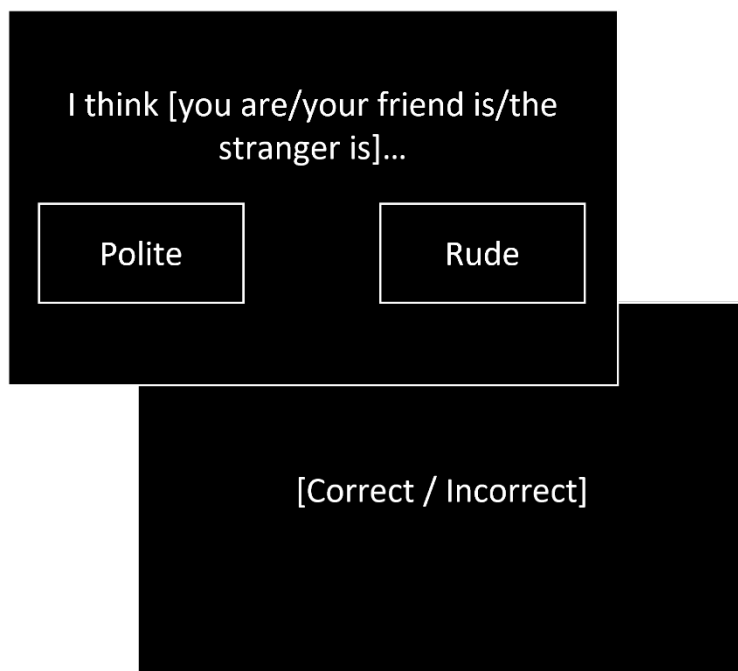 I think [you are/your friend is/the
stranger is]...
Polite
Rude
[Correct / Incorrect]